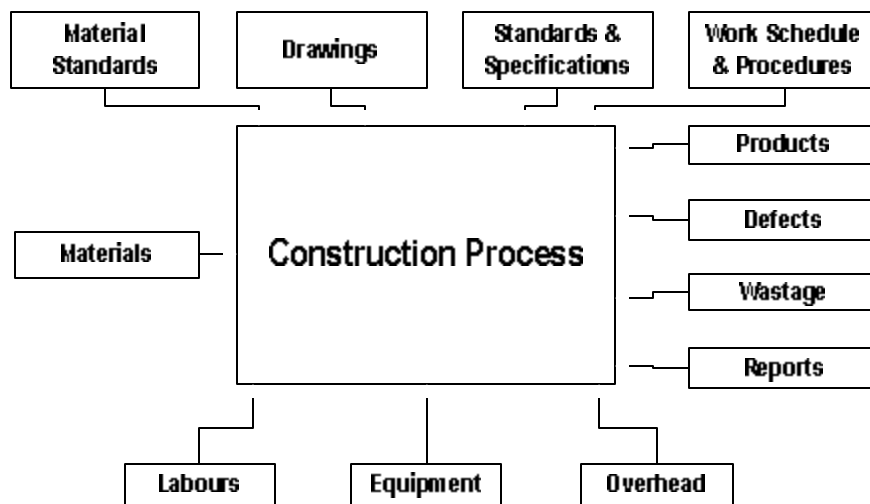 Material
Standards
Drawings
Standards &
Specifications
Work Schedule
& Procedures
Products
Defects
Materials
Construction Process
Wastage
Reports
Labours
Equipment
Overhead